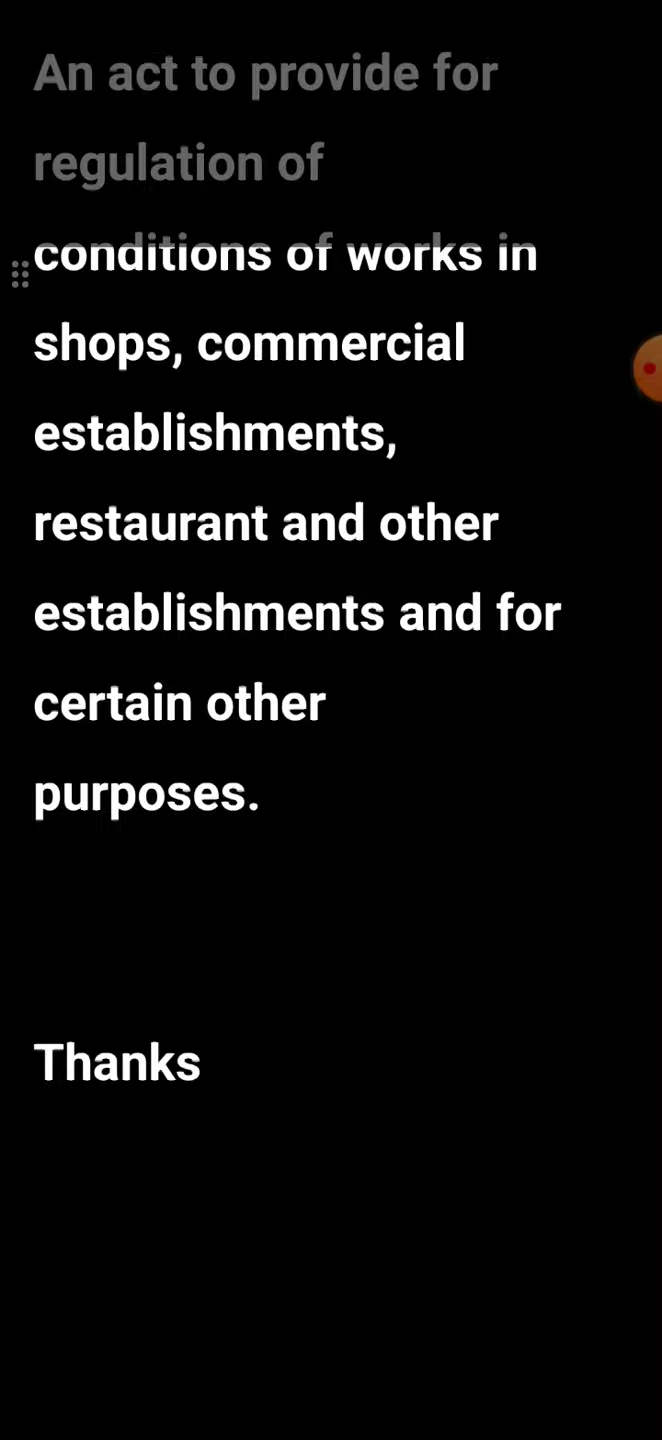 An act to provide for
regulation of
conditions of works in
shops, commercial
establishments,
restaurant and other
establishments and for
certain other
purposes.
Thanks